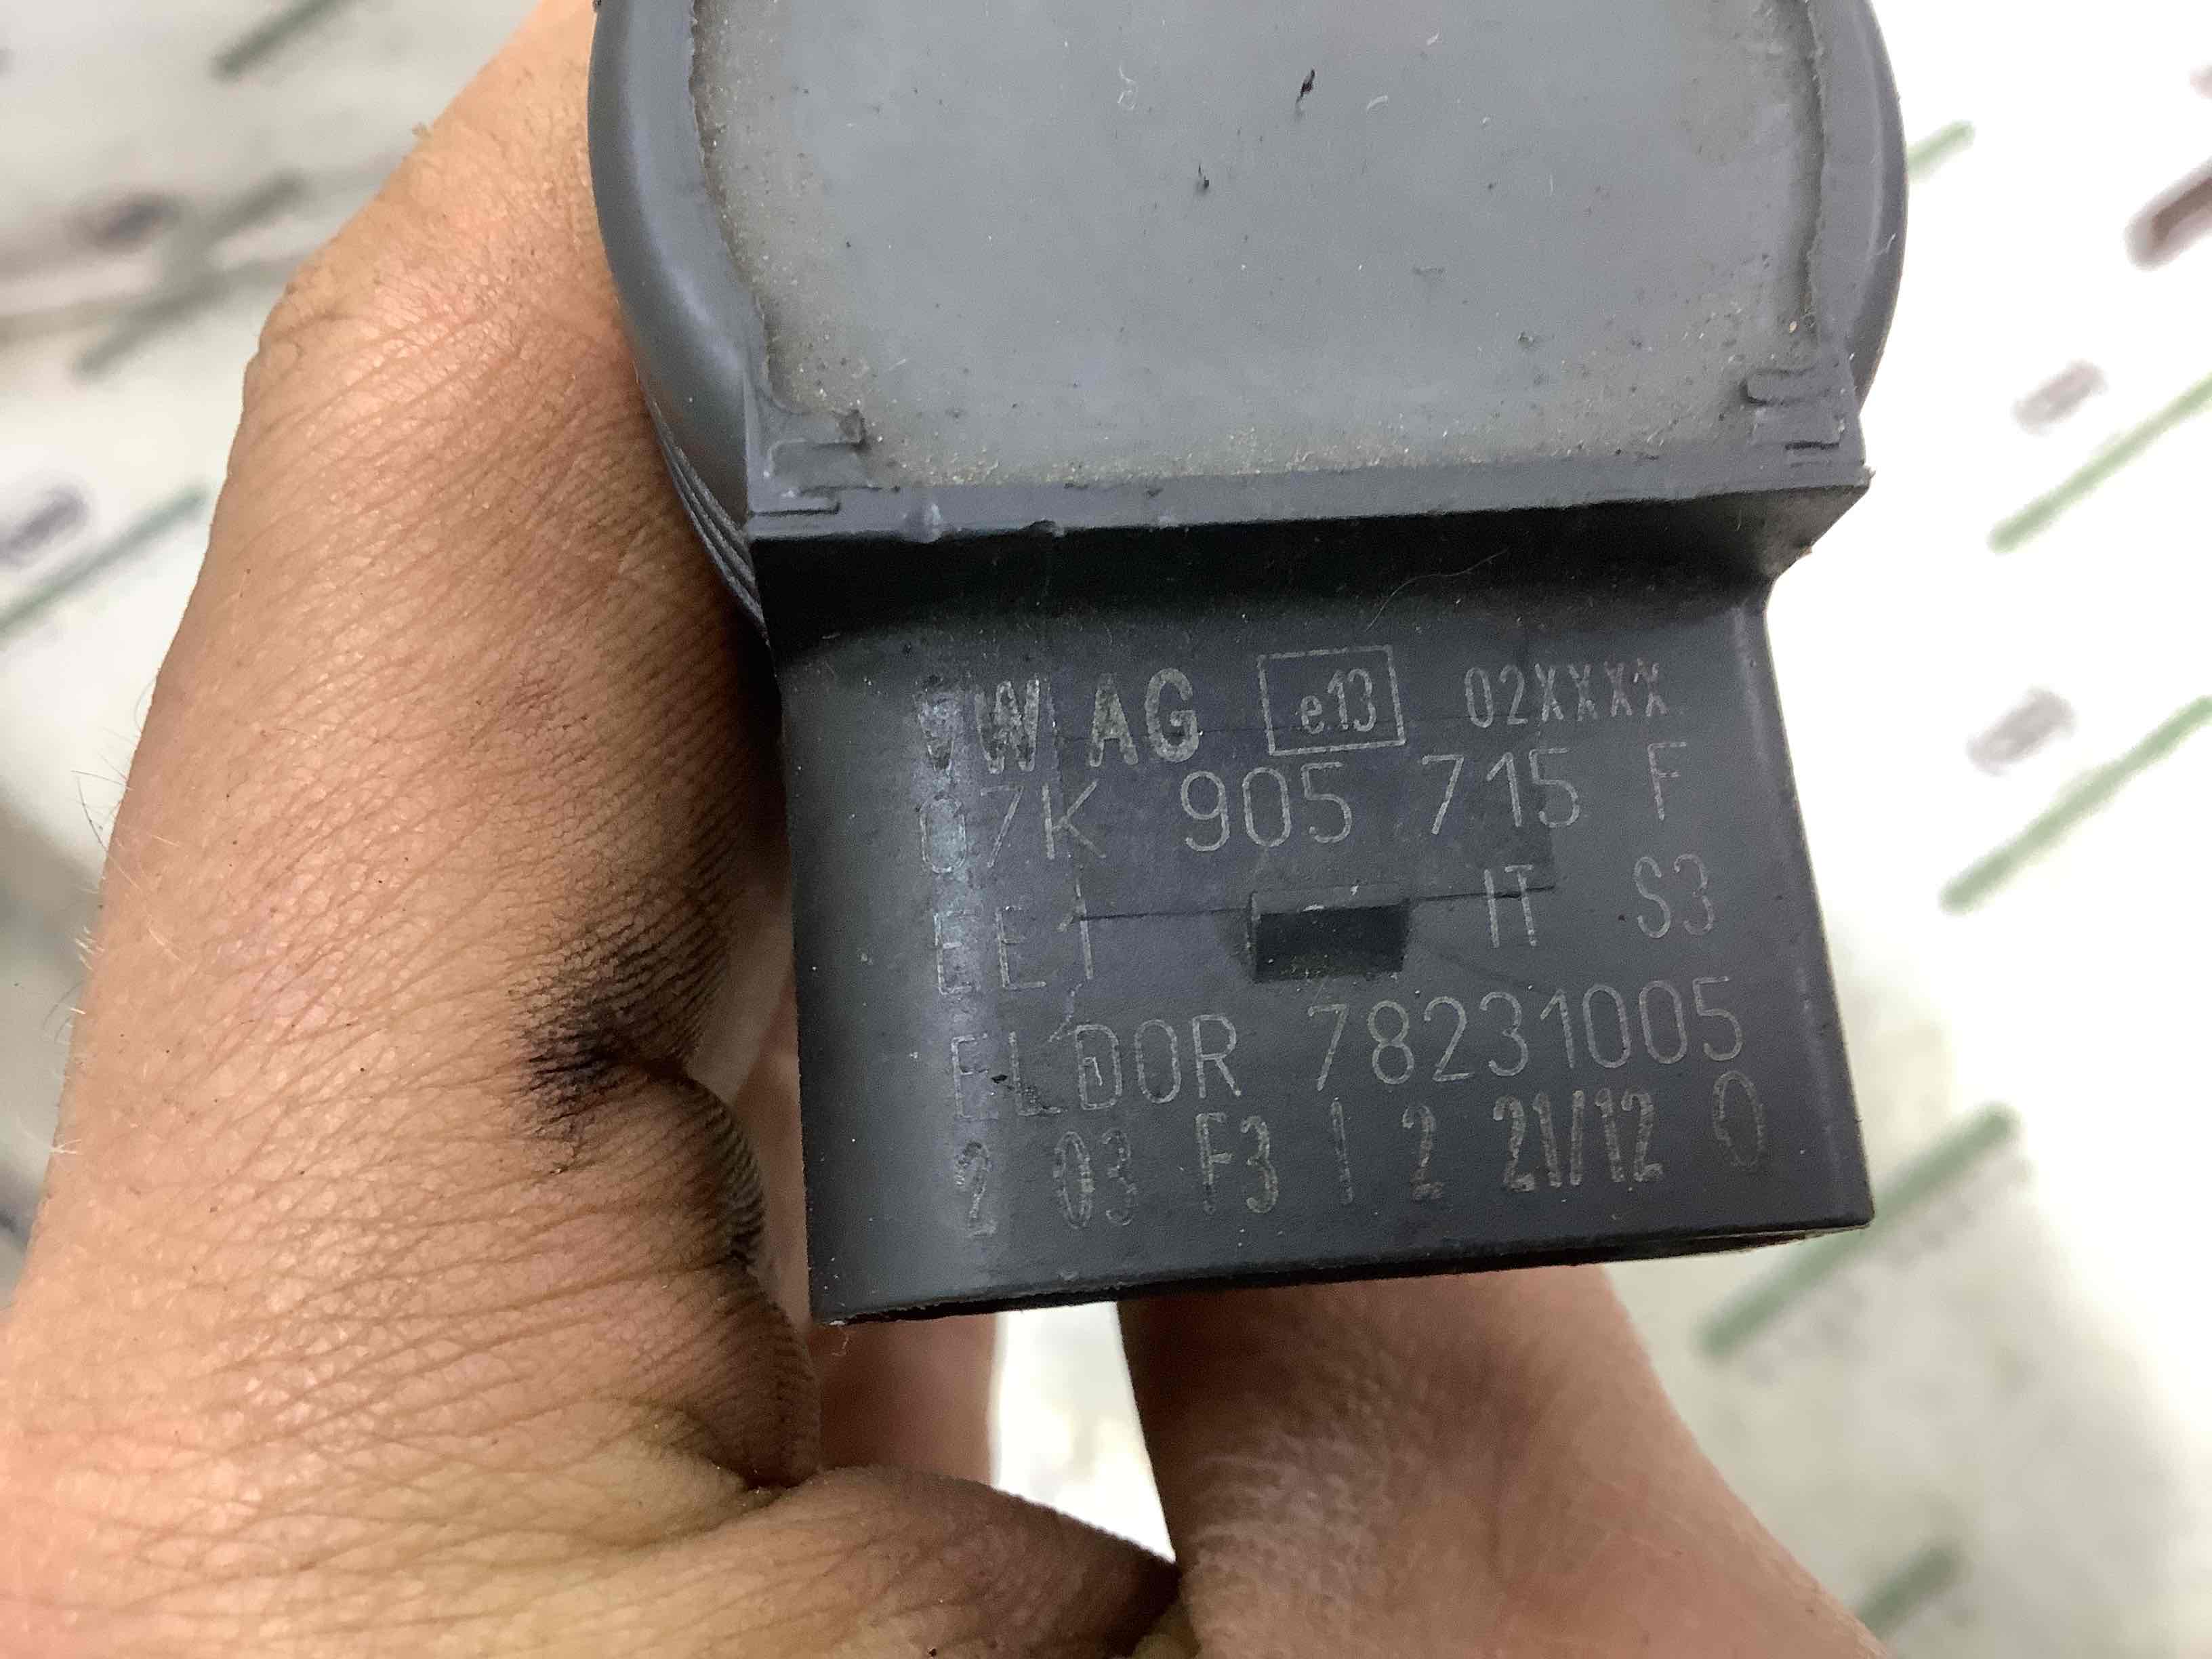 VW AG e13 02XXXX
07K 905 715 F
EE1 IT S3
ELDOR 78231005
2 03 F3 1 2 21/12 0